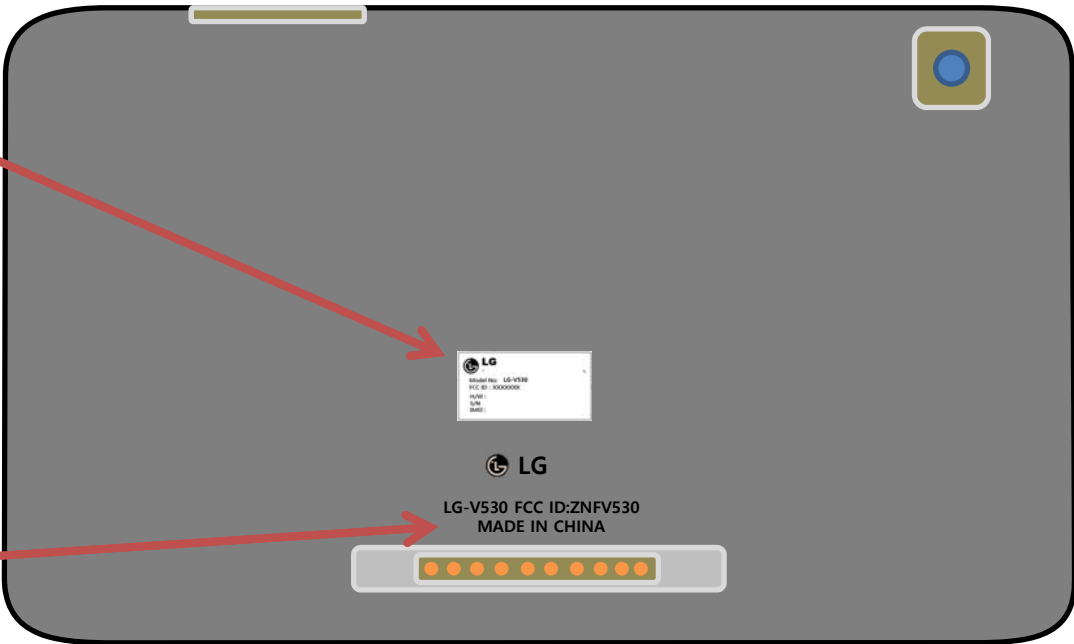 LG
Model No: LG-V530
FCC ID : XXXXXXX
H/W :
S/N
IMEI :
LG
LG-V530 FCC ID:ZNFV530
MADE IN CHINA